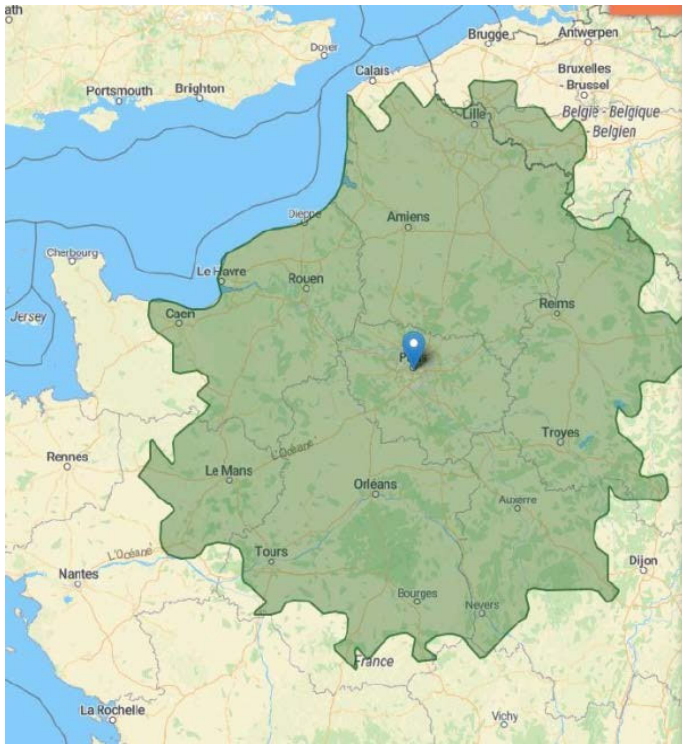 ath
Dover
Brugge
Antwerpen
Calais
Portsmouth
Brighton
Bruxelles
- Brussel
België - Belgique
- Belgien
Lille
Dieppe
Amiens
Cherbourg
Le Havre
Rouen
Reims
Jersey
Caen
L'Océane
Troyes
Rennes
Le Mans
Orléans
Auxerre
L'Océane
Tours
Dijon
Nantes
Bourges
Nevers
France
La Rochelle
Vichy